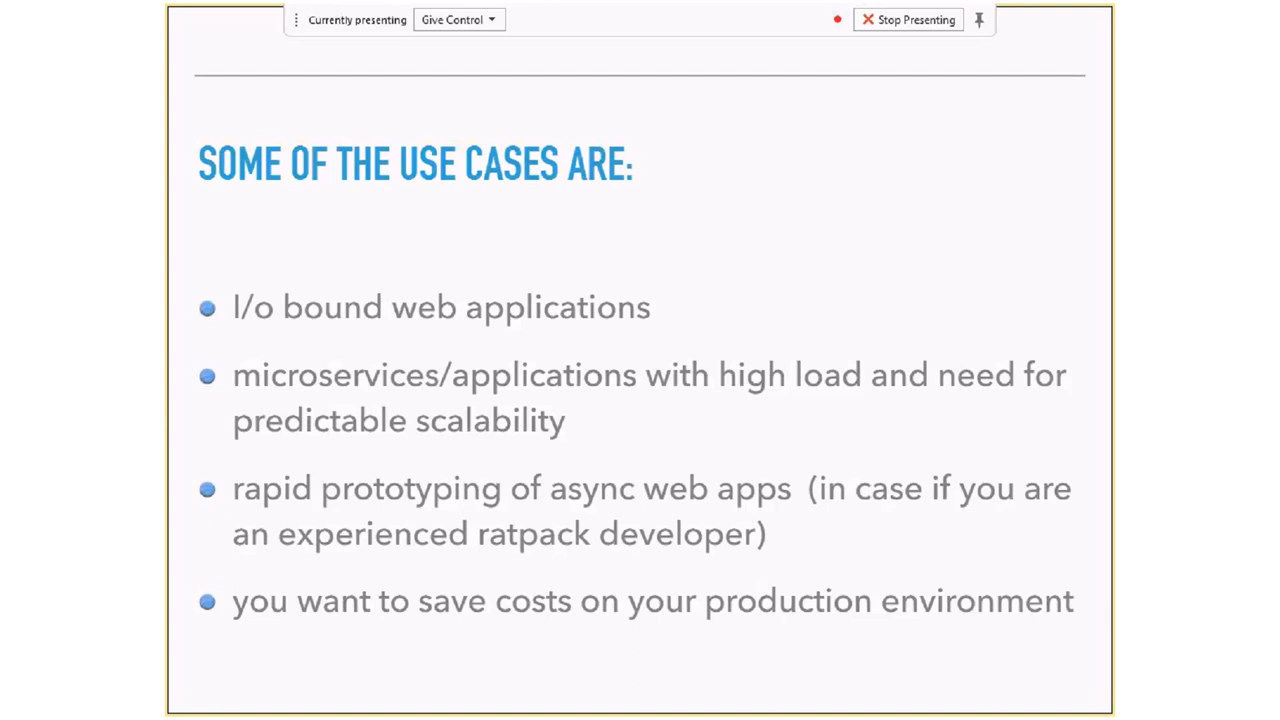 Currently presenting
Give Control
Stop Presenting
SOME OF THE USE CASES ARE:
I/o bound web applications
microservices/applications with high load and need for
predictable scalability
rapid prototyping of async web apps (in case if you are
an experienced ratpack developer)
you want to save costs on your production environment